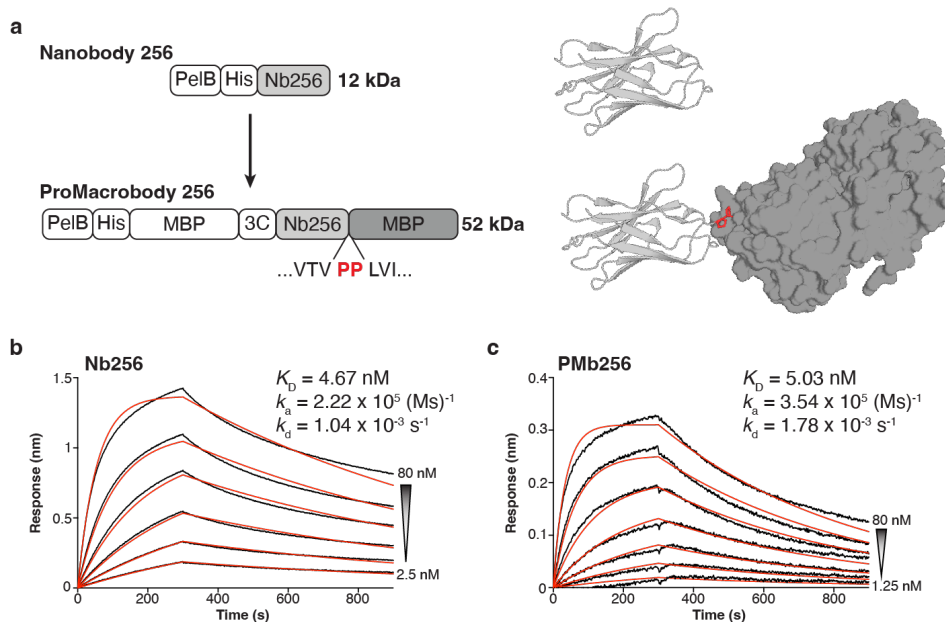 a
Nanobody 256
PelB His Nb256 12 kDa
ProMacrobody 256
PelB His MBP 3C Nb256 MBP 52 kDa
...VTV PP LVI...
b
Nb256
K_D = 4.67 nM
k_a = 2.22 x 10⁵ (Ms)⁻¹
k_d = 1.04 x 10⁻³ s⁻¹
1.5
1
0.5
0
Response (nm)
80 nM
2.5 nM
0 200 400 600 800
Time (s)
c
PMb256
K_D = 5.03 nM
k_a = 3.54 x 10⁵ (Ms)⁻¹
k_d = 1.78 x 10⁻³ s⁻¹
0.4
0.3
0.2
0.1
0
Response (nm)
80 nM
1.25 nM
0 200 400 600 800
Time (s)